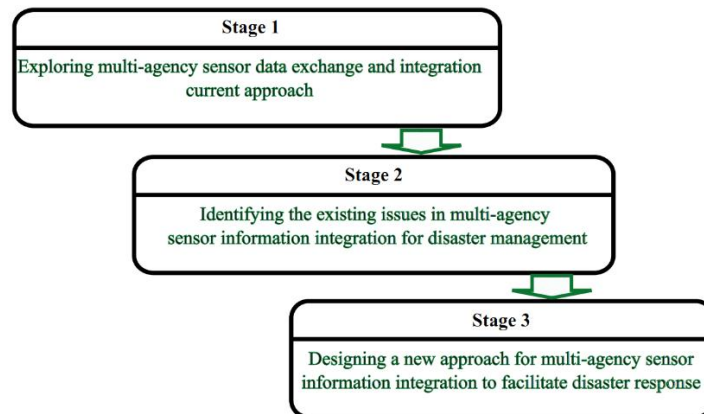 Stage 1
Exploring multi-agency sensor data exchange and integration
current approach
Stage 2
Identifying the existing issues in multi-agency
sensor information integration for disaster management
Stage 3
Designing a new approach for multi-agency sensor
information integration to facilitate disaster response